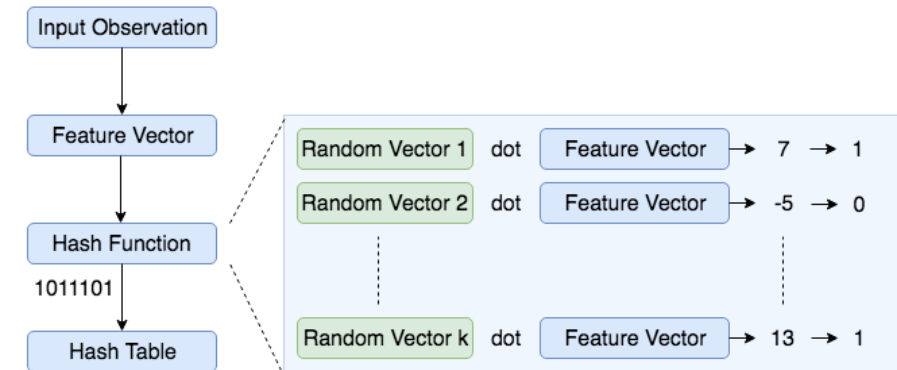 Input Observation
Feature Vector
Hash Function
1011101
Hash Table
Random Vector 1 dot Feature Vector 7 1
Random Vector 2 dot Feature Vector -5 0
Random Vector k dot Feature Vector 13 1